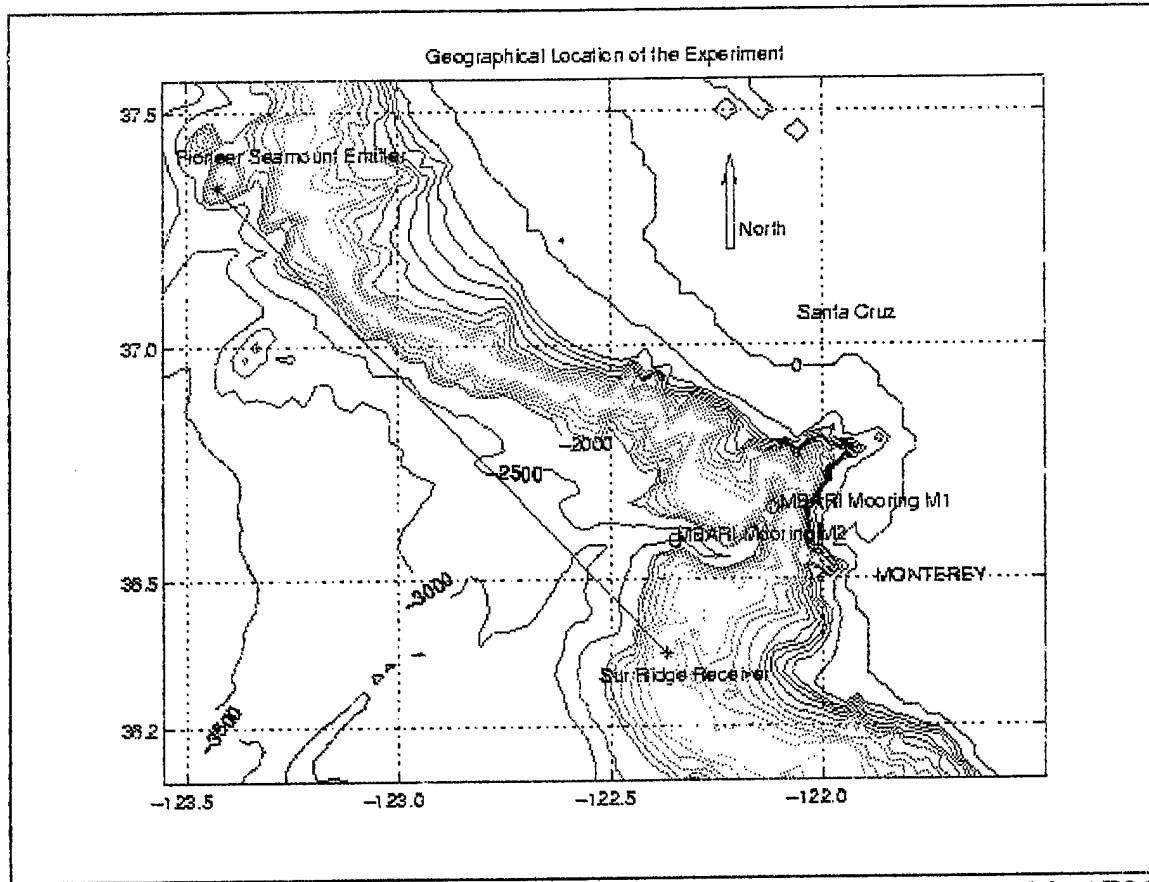 Geographical Location of the Experiment
37.5
Pioneer Seamount Emitter
North
Santa Cruz
37.0
0
-2000
-2500
MBARI Mooring M1
MBARI Mooring M2
36.5
-3000
MONTEREY
Sur Ridge Receiver
-3500
36.2
-123.5
-123.0
-122.5
-122.0